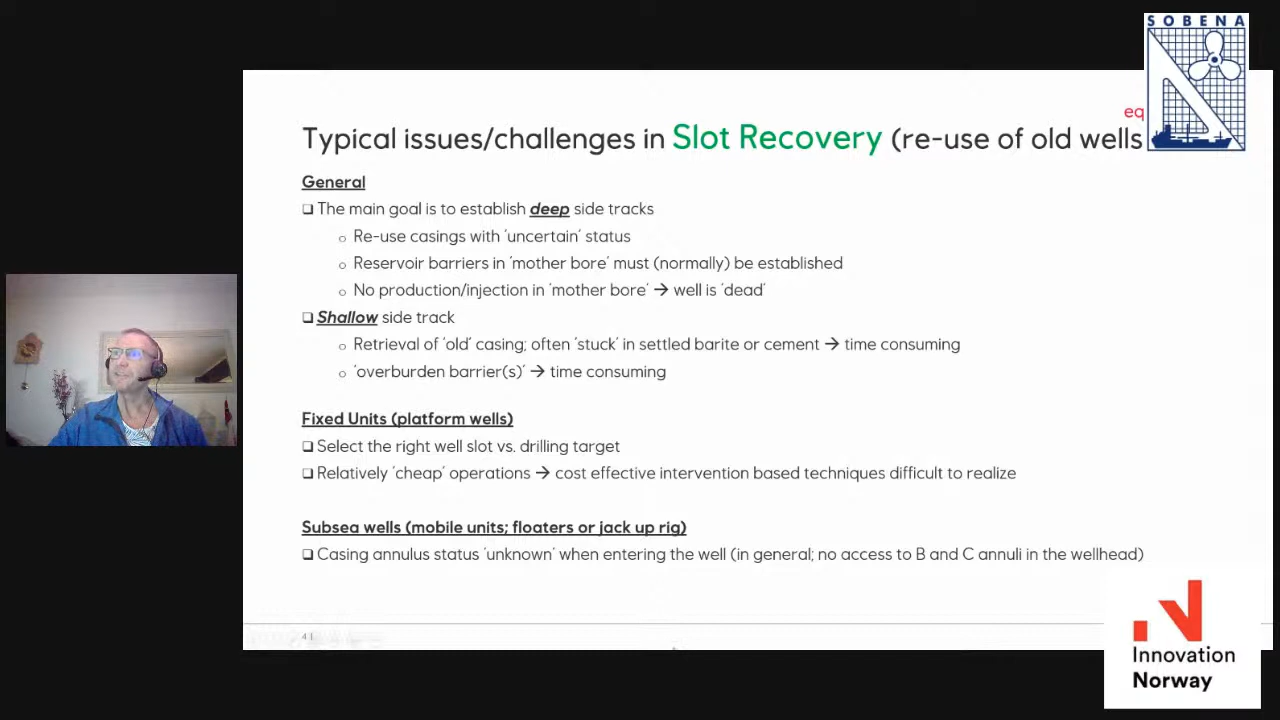 SOBENA
eq
Typical issues/challenges in Slot Recovery (re-use of old wells
General
❑ The main goal is to establish deep side tracks
o Re-use casings with 'uncertain' status
o Reservoir barriers in 'mother bore' must (normally) be established
o No production/injection in 'mother bore' → well is 'dead'
❑ Shallow side track
o Retrieval of 'old' casing; often 'stuck' in settled barite or cement → time consuming
o 'overburden barrier(s)' → time consuming
Fixed Units (platform wells)
❑ Select the right well slot vs. drilling target
❑ Relatively 'cheap' operations → cost effective intervention based techniques difficult to realize
Subsea wells (mobile units; floaters or jack up rig)
❑ Casing annulus status 'unknown' when entering the well (in general; no access to B and C annuli in the wellhead)
4 |
Innovation
Norway